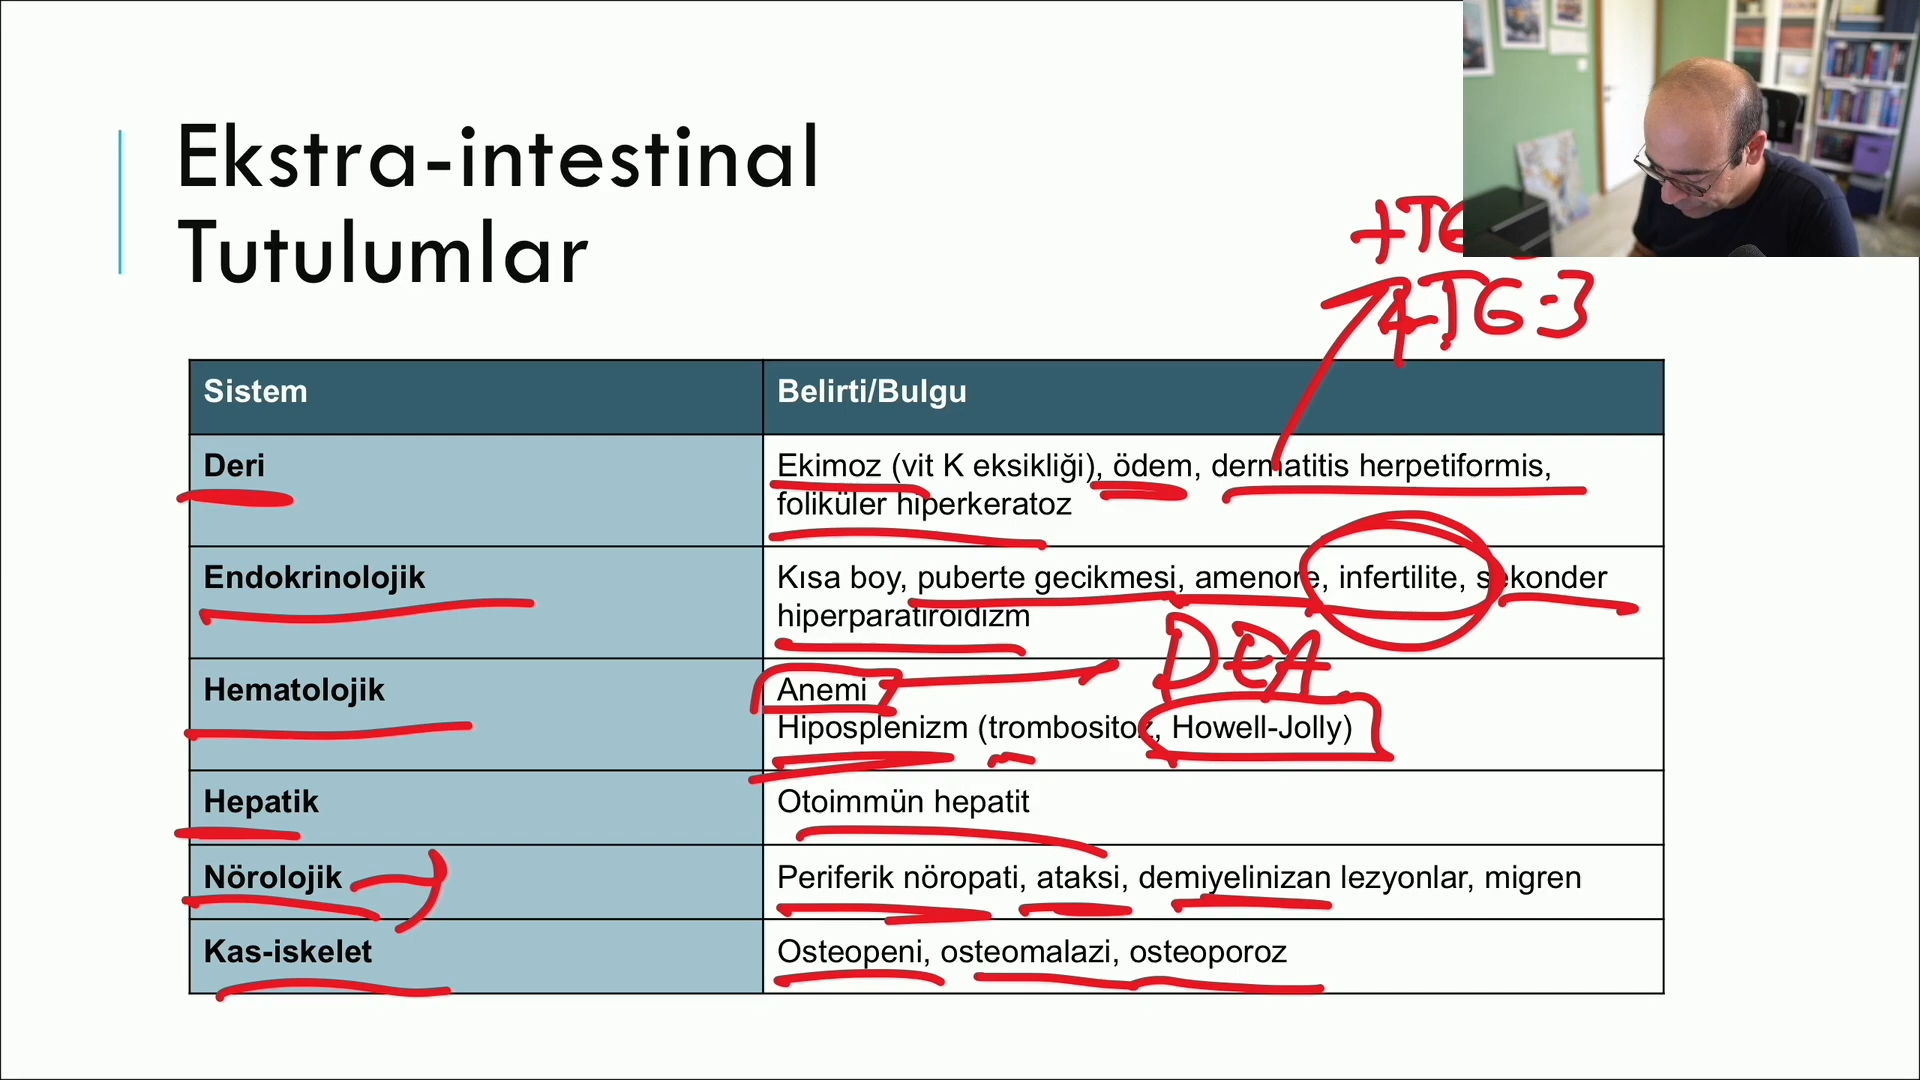 Ekstra-intestinal
Tutulumlar
TG-3
Sistem
Belirti/Bulgu
Deri
Ekimoz (vit K eksikliği), ödem, dermatitis herpetiformis,
foliküler hiperkeratoz
Endokrinolojik
Kısa boy, puberte gecikmesi, amenore, infertilite, sekonder
hiperparatiroidizm
Hematolojik
Anemi
DEA
Hiposplenizm (trombositoz, Howell-Jolly)
Hepatik
Otoimmün hepatit
Nörolojik
Periferik nöropati, ataksi, demiyelinizan lezyonlar, migren
Kas-iskelet
Osteopeni, osteomalazi, osteoporoz